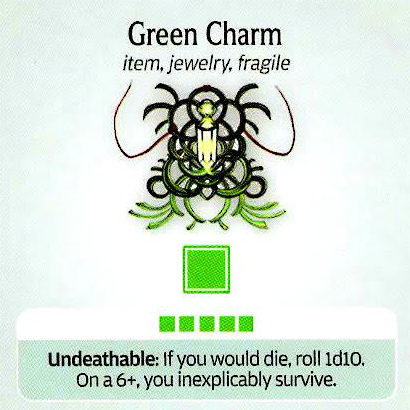 Green Charm
item, jewelry, fragile
Undeathable: If you would die, roll 1d10.
On a 6+, you inexplicably survive.